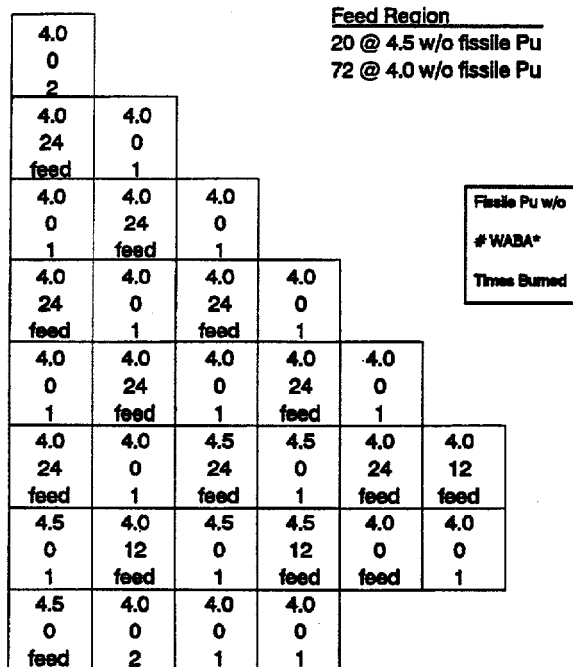 Feed Region
20 @ 4.5 w/o fissile Pu
72 @ 4.0 w/o fissile Pu
Fissile Pu w/o
# WABA*
Times Burned
4.0
0
2
4.0 4.0
24 0
feed 1
4.0 4.0 4.0
0 24 0
1 feed 1
4.0 4.0 4.0 4.0
24 0 24 0
feed 1 feed 1
4.0 4.0 4.0 4.0 4.0
0 24 0 24 0
1 feed 1 feed 1
4.0 4.0 4.5 4.5 4.0 4.0
24 0 24 0 24 12
feed 1 feed 1 feed feed
4.5 4.0 4.5 4.5 4.0 4.0
0 12 0 12 0 0
1 feed 1 feed feed 1
4.5 4.0 4.0 4.0
0 0 0 0
feed 2 1 1